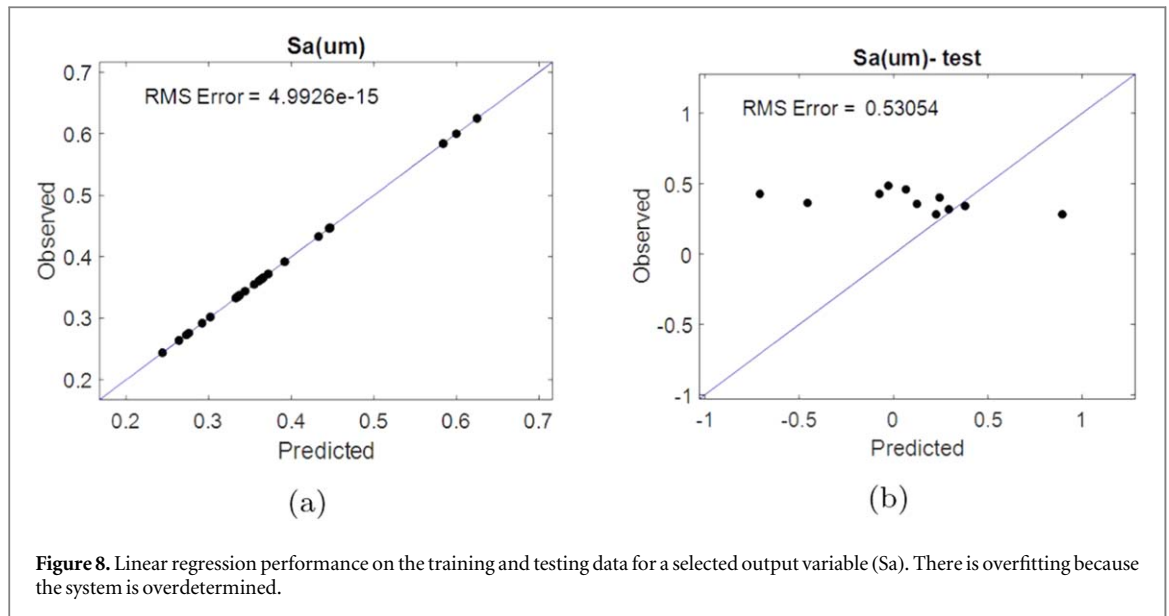 Sa(um)
RMS Error = 4.9926e-15
0.7
0.6
0.5
0.4
0.3
0.2
Observed
0.2 0.3 0.4 0.5 0.6 0.7
Predicted
(a)
Sa(um)- test
RMS Error = 0.53054
1
0.5
0
-0.5
-1
Observed
-1 -0.5 0 0.5 1
Predicted
(b)
Figure 8. Linear regression performance on the training and testing data for a selected output variable (Sa). There is overfitting because
the system is overdetermined.